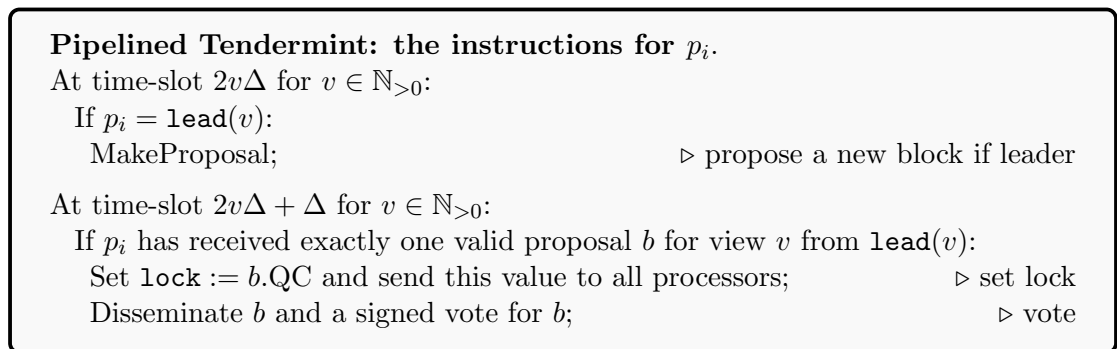 Pipelined Tendermint: the instructions for pᵢ.
At time-slot 2vΔ for v ∈ ℕ>0:
If pᵢ = lead(v):
MakeProposal; ▷ propose a new block if leader
At time-slot 2vΔ + Δ for v ∈ ℕ>0:
If pᵢ has received exactly one valid proposal b for view v from lead(v):
Set lock := b.QC and send this value to all processors; ▷ set lock
Disseminate b and a signed vote for b; ▷ vote